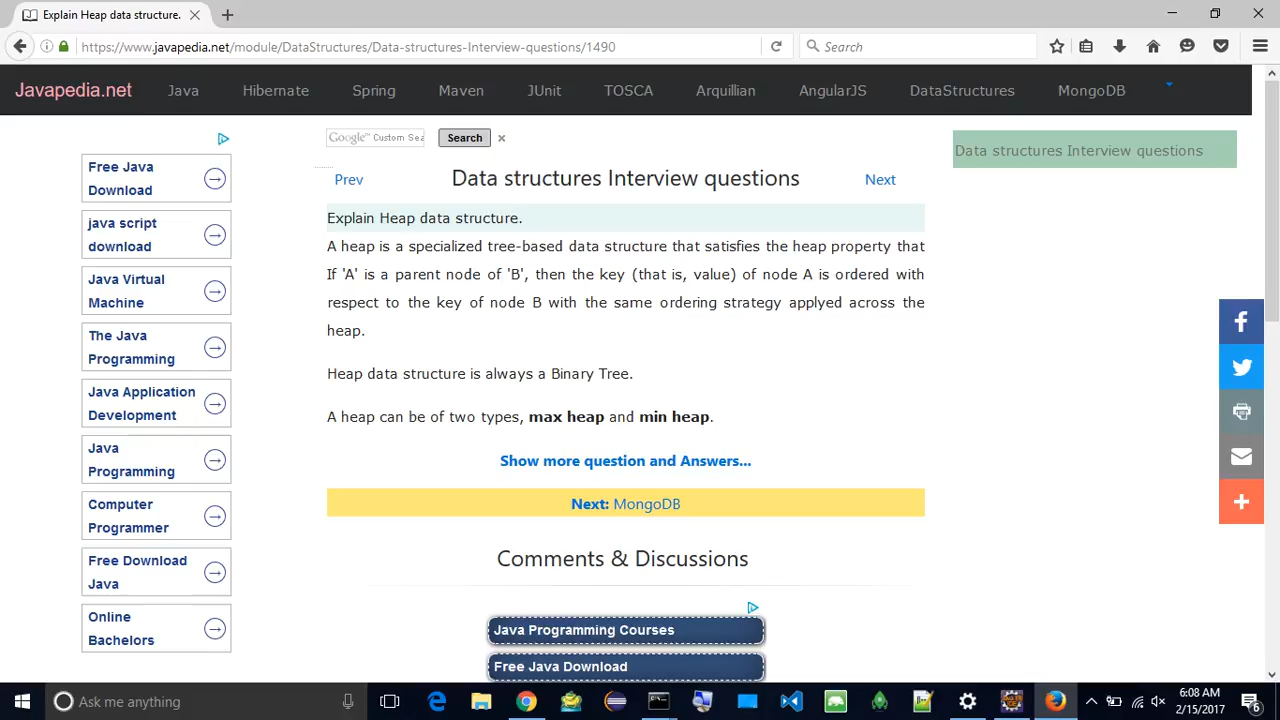 Explain Heap data structure.
https://www.javapedia.net/module/DataStructures/Data-structures-Interview-questions/1490
Search
Javapedia.net Java Hibernate Spring Maven JUnit TOSCA Arquillian AngularJS DataStructures MongoDB
Free Java
Download
java script
download
Java Virtual
Machine
The Java
Programming
Java Application
Development
Java
Programming
Computer
Programmer
Free Download
Java
Online
Bachelors
Google™ Custom Sea
Search
Prev Data structures Interview questions Next
Explain Heap data structure.
A heap is a specialized tree-based data structure that satisfies the heap property that
If 'A' is a parent node of 'B', then the key (that is, value) of node A is ordered with
respect to the key of node B with the same ordering strategy applyed across the
heap.
Heap data structure is always a Binary Tree.
A heap can be of two types, max heap and min heap.
Show more question and Answers...
Next: MongoDB
Comments & Discussions
Java Programming Courses
Free Java Download
Data structures Interview questions
Ask me anything
6:08 AM
2/15/2017
6